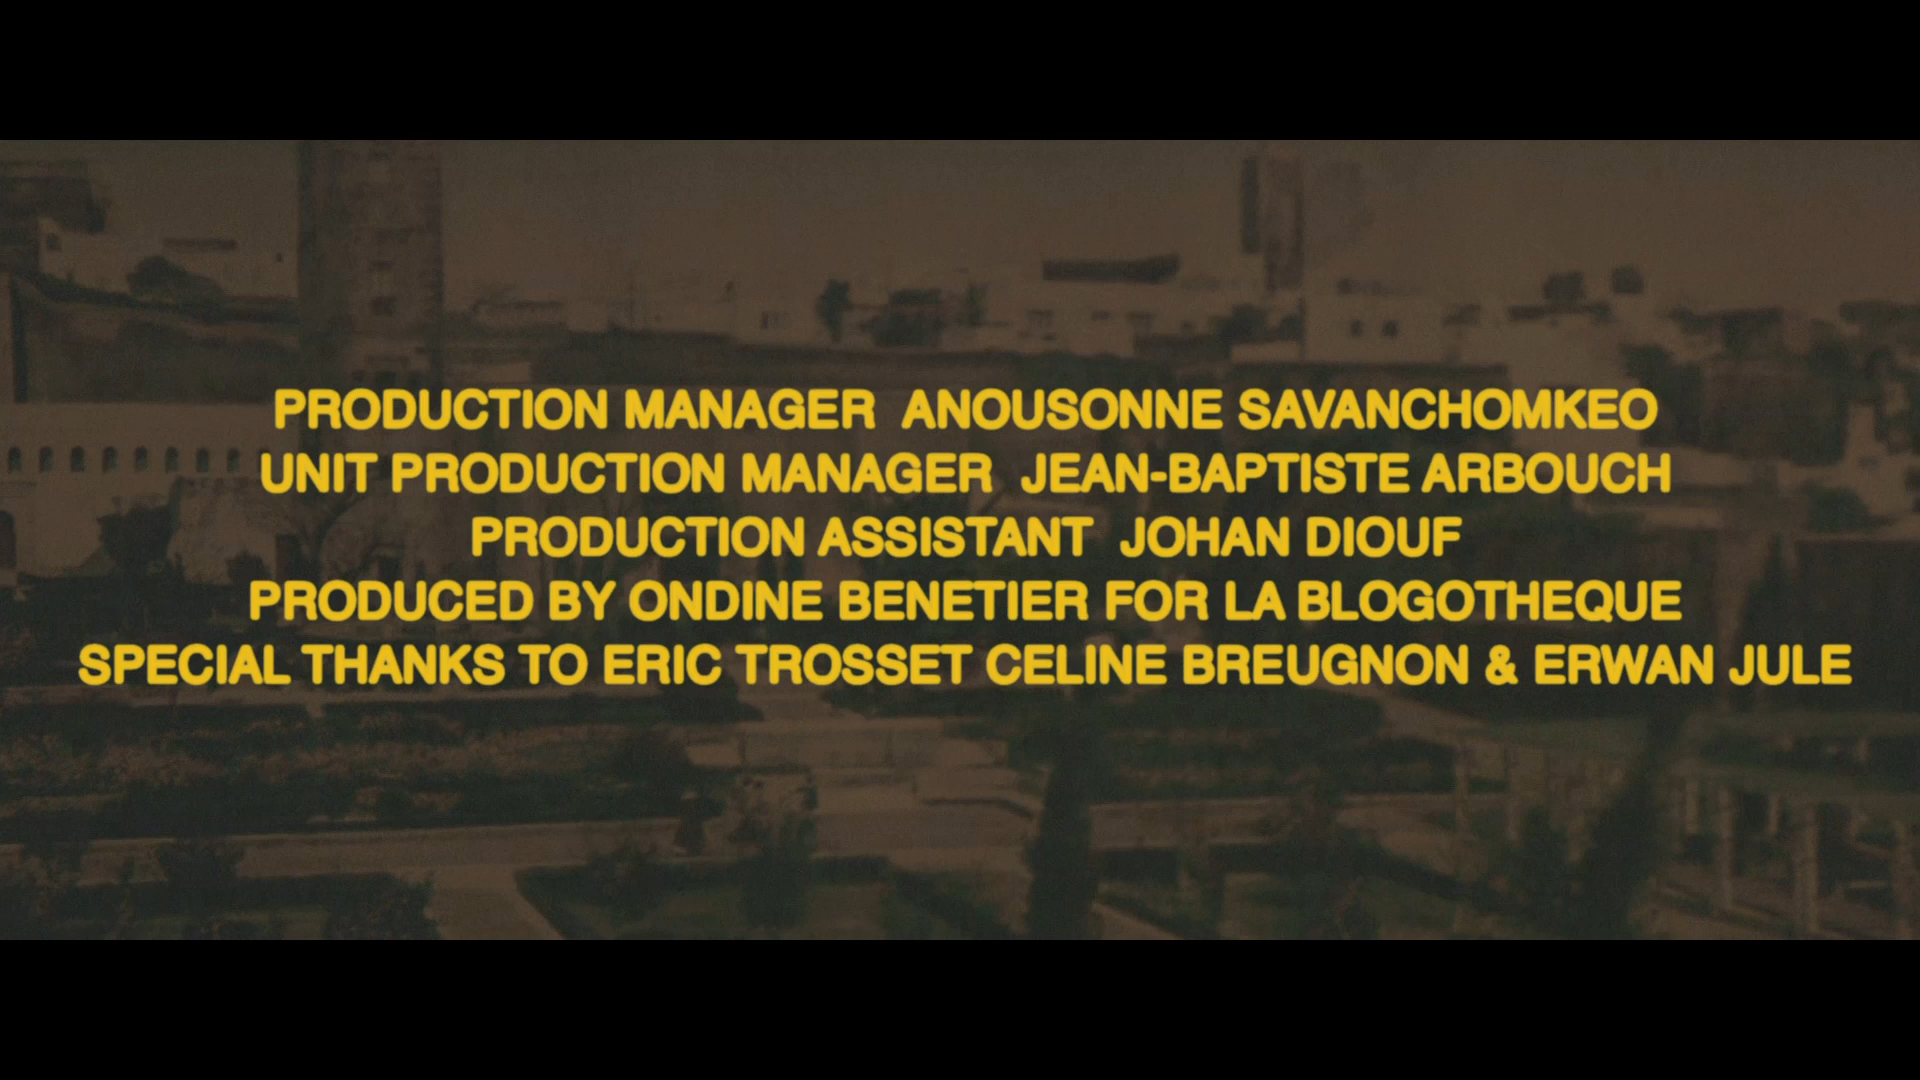 PRODUCTION MANAGER ANOUSONNE SAVANCHOMKEO
UNIT PRODUCTION MANAGER JEAN-BAPTISTE ARBOUCH
PRODUCTION ASSISTANT JOHAN DIOUF
PRODUCED BY ONDINE BENETIER FOR LA BLOGOTHEQUE
SPECIAL THANKS TO ERIC TROSSET CELINE BREUGNON & ERWAN JULE